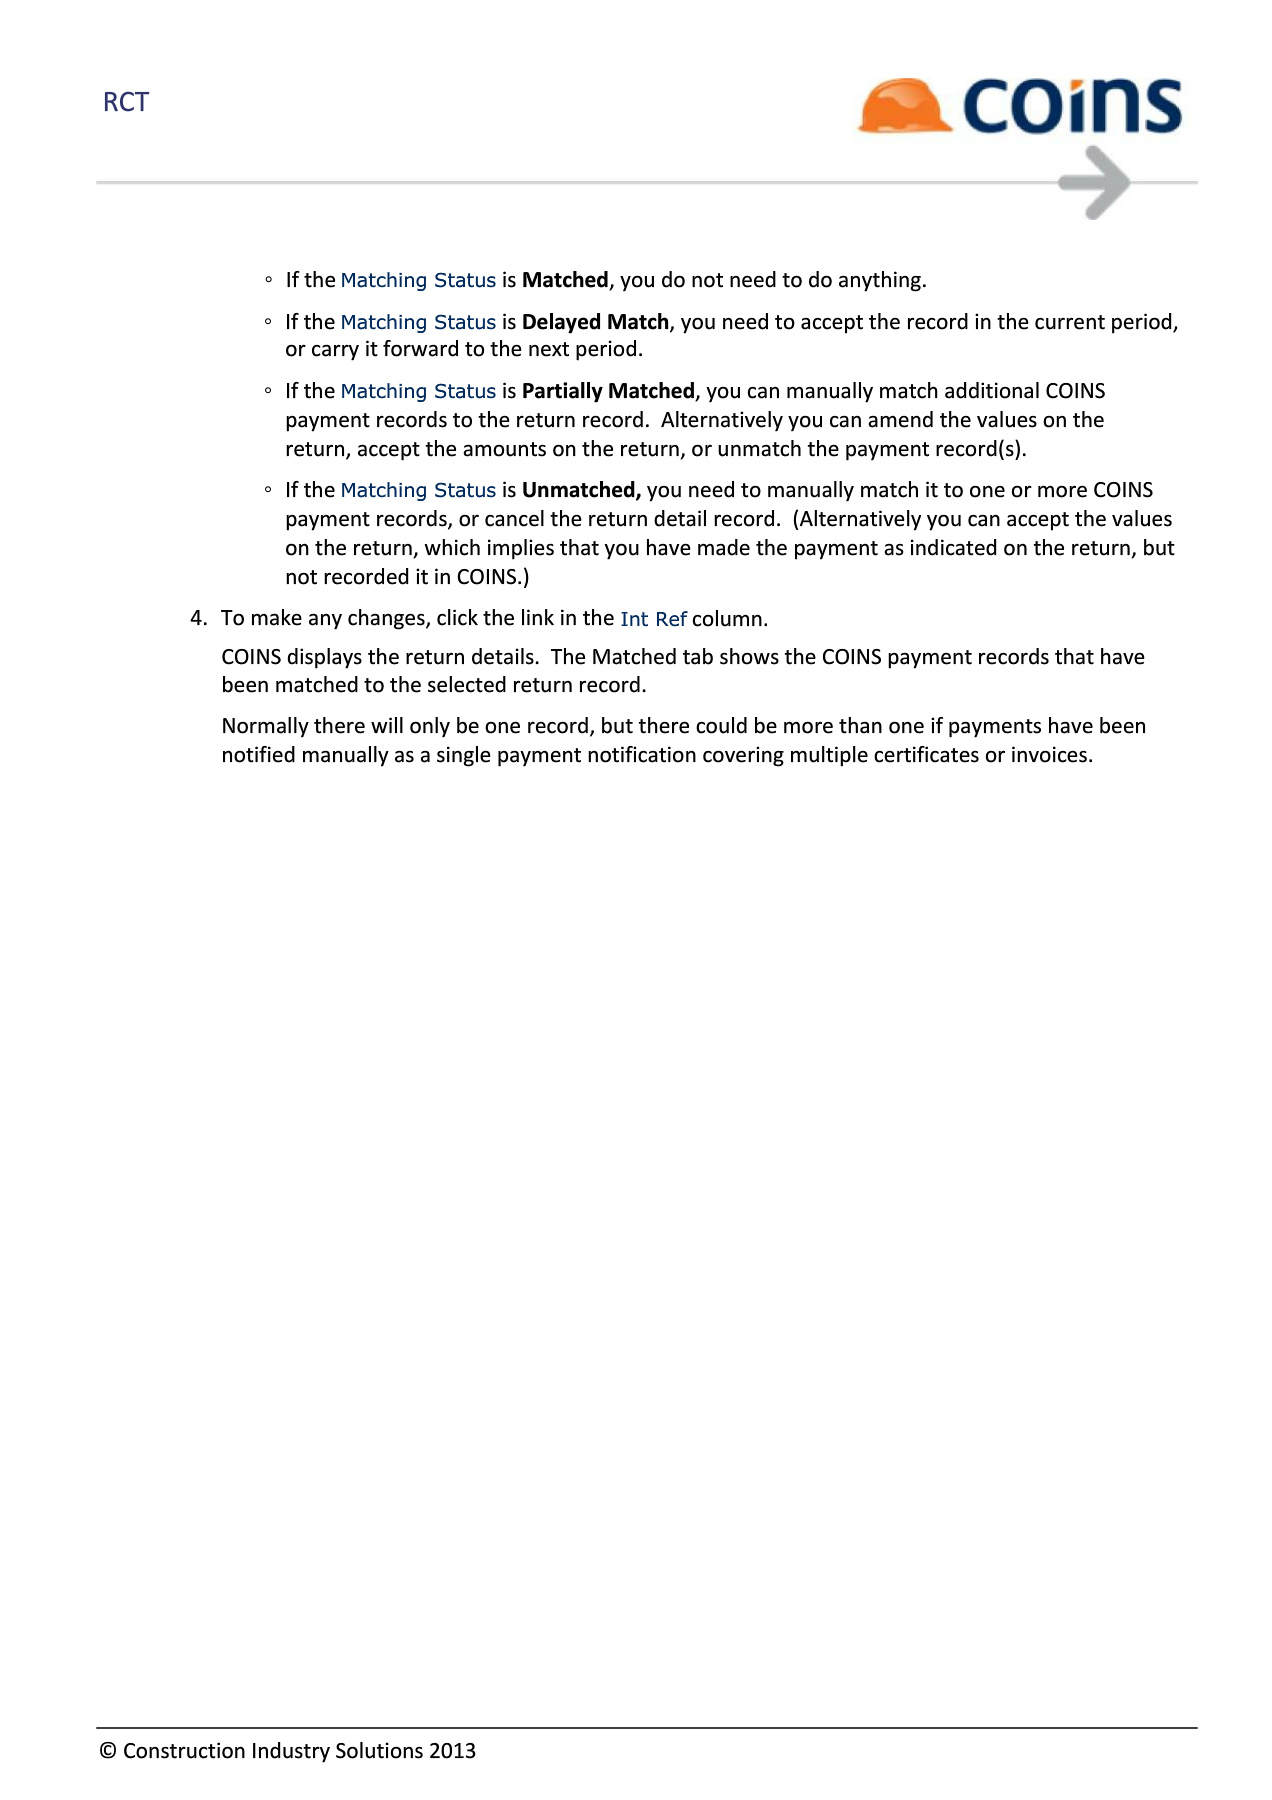 RCT
coins
◦ If the Matching Status is Matched, you do not need to do anything.
◦ If the Matching Status is Delayed Match, you need to accept the record in the current period,
or carry it forward to the next period.
◦ If the Matching Status is Partially Matched, you can manually match additional COINS
payment records to the return record.  Alternatively you can amend the values on the
return, accept the amounts on the return, or unmatch the payment record(s).
◦ If the Matching Status is Unmatched, you need to manually match it to one or more COINS
payment records, or cancel the return detail record.  (Alternatively you can accept the values
on the return, which implies that you have made the payment as indicated on the return, but
not recorded it in COINS.)
4. To make any changes, click the link in the Int Ref column.
COINS displays the return details.  The Matched tab shows the COINS payment records that have
been matched to the selected return record.
Normally there will only be one record, but there could be more than one if payments have been
notified manually as a single payment notification covering multiple certificates or invoices.
© Construction Industry Solutions 2013